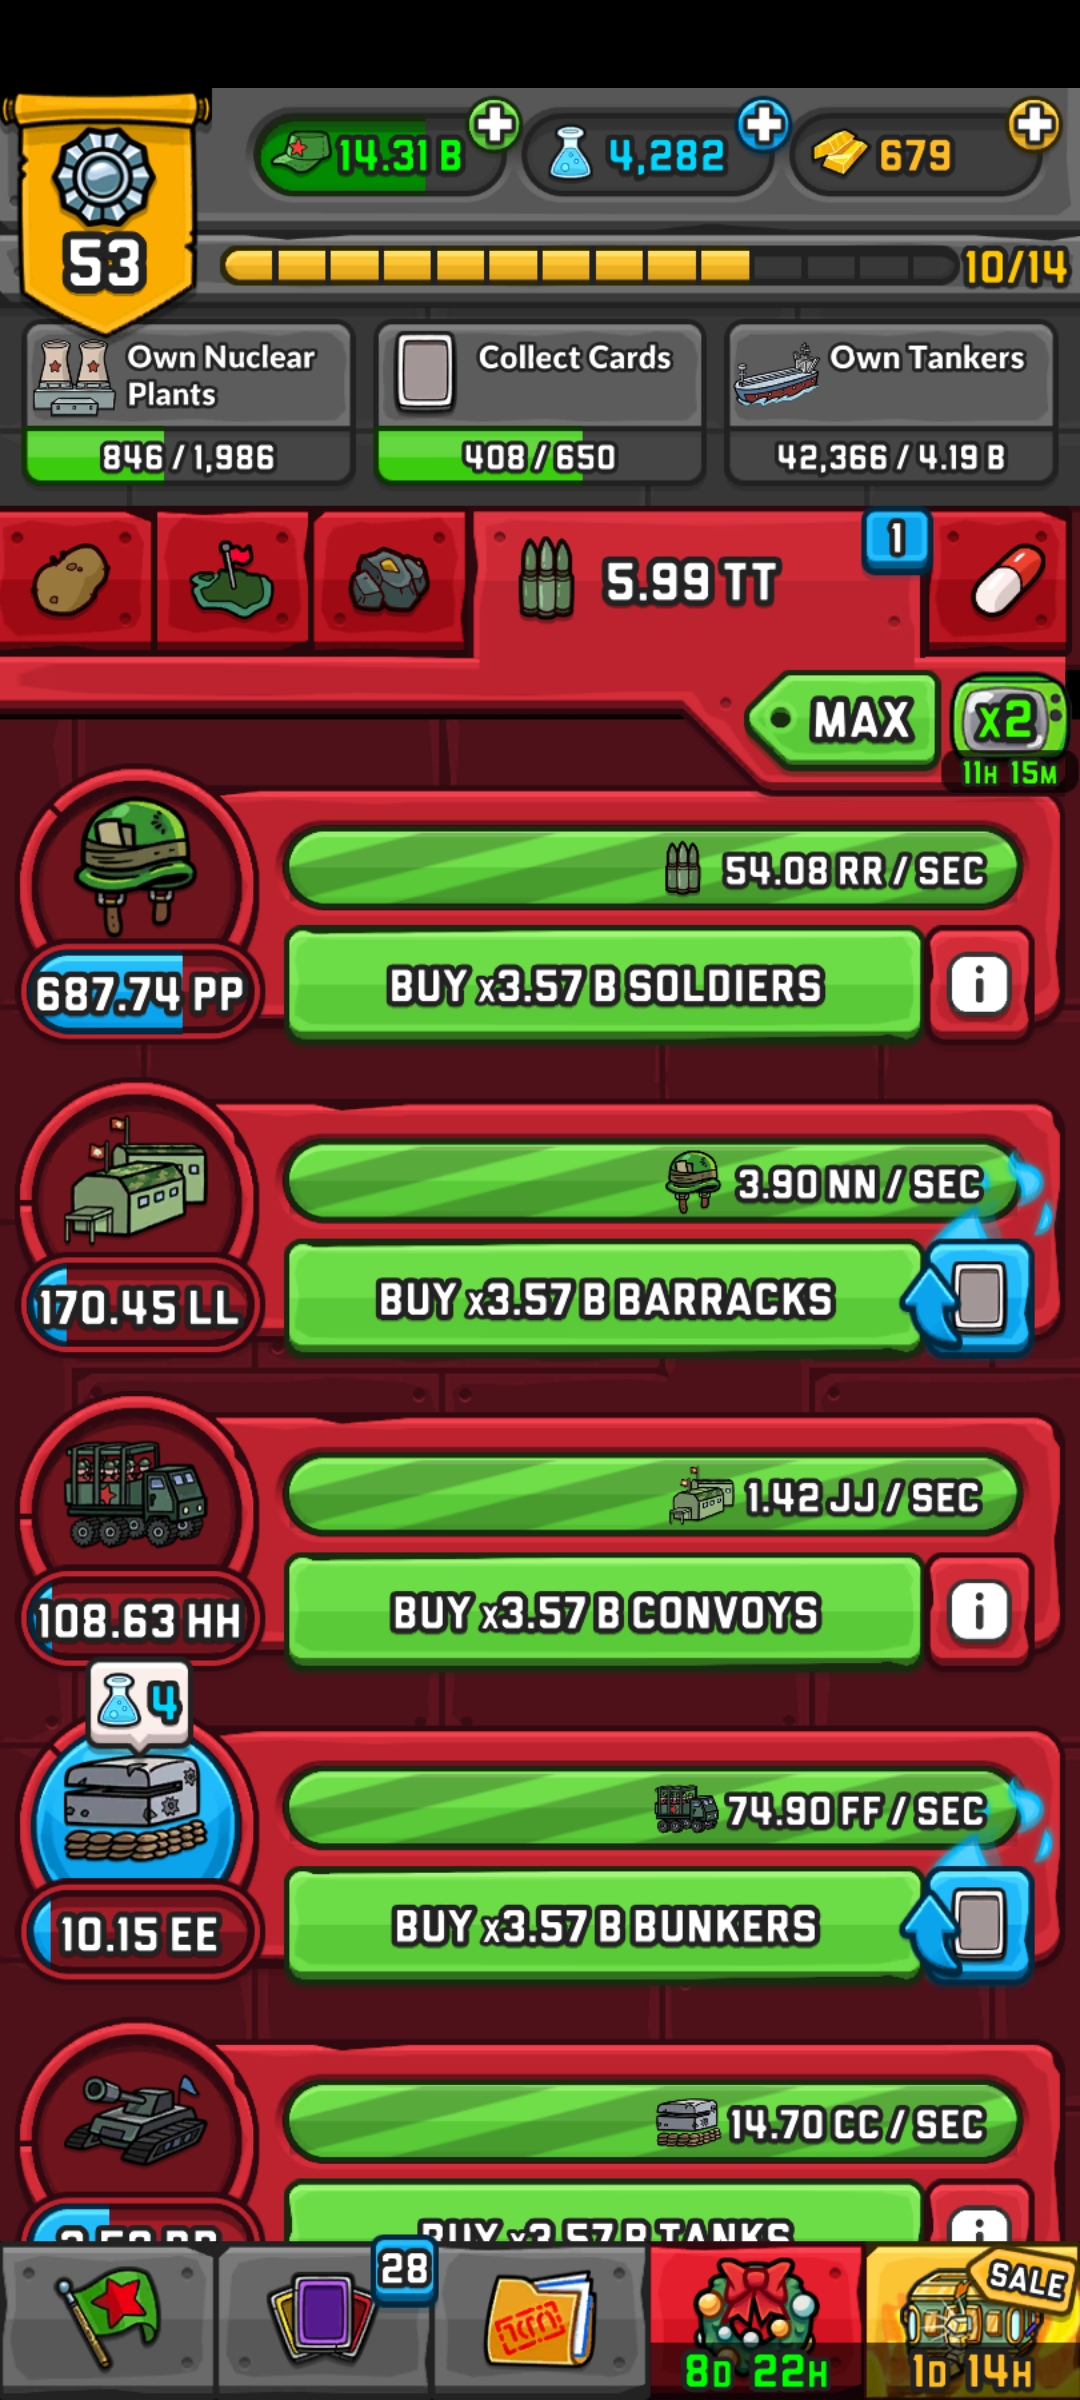 14.31 B
4,282
679
53
10/14
Own Nuclear
Plants
846 / 1,986
Collect Cards
408 / 650
Own Tankers
42,366 / 4.19 B
5.99 TT
1
MAX
x2
11H 15M
54.08 RR / SEC
687.74 PP
BUY x3.57 B SOLDIERS
i
3.90 NN / SEC
170.45 LL
BUY x3.57 B BARRACKS
1.42 JJ / SEC
108.63 HH
BUY x3.57 B CONVOYS
i
4
74.90 FF / SEC
10.15 EE
BUY x3.57 B BUNKERS
14.70 CC / SEC
BUY x3.57 B TANKS
i
28
8D 22H
SALE
1D 14H